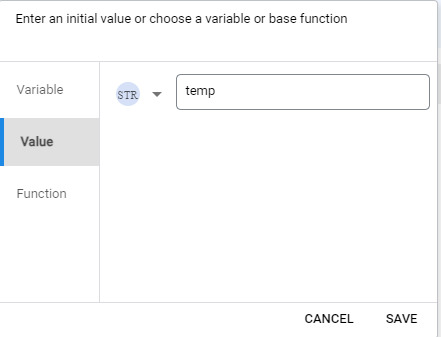 Enter an initial value or choose a variable or base function
Variable
STR
temp
Value
Function
CANCEL
SAVE